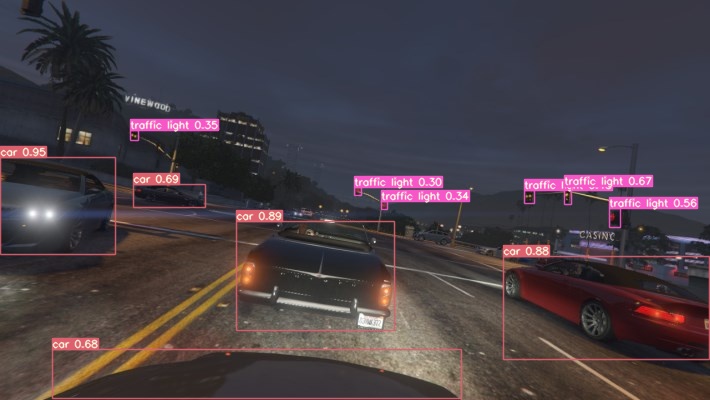 VINEWOOD
traffic light 0.35
car 0.95
car 0.69
traffic light 0.30
traffic light 0.34
traffic light 0.67
traffic light 0.56
car 0.89
CASINO
car 0.88
car 0.68